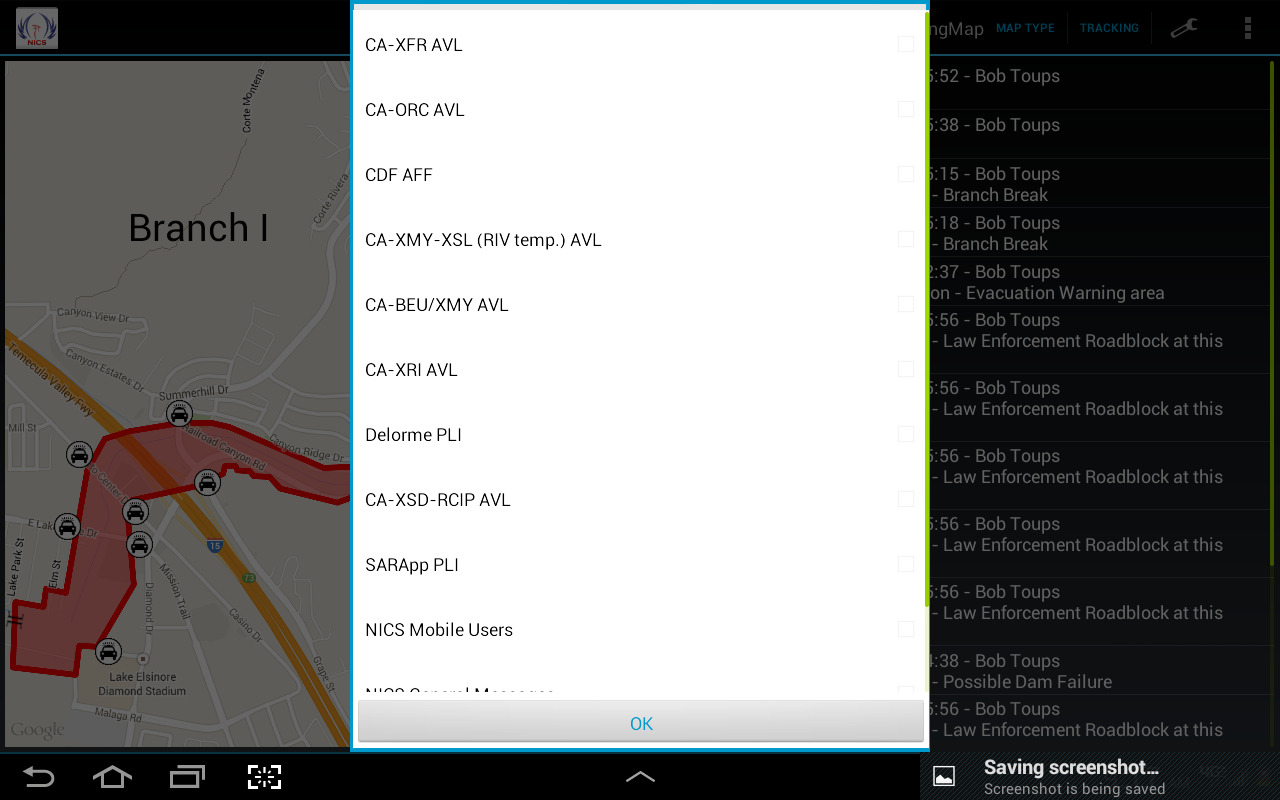 NICS
ngMap
MAP TYPE
TRACKING
CA-XFR AVL
CA-ORC AVL
CDF AFF
CA-XMY-XSL (RIV temp.) AVL
CA-BEU/XMY AVL
CA-XRI AVL
Delorme PLI
CA-XSD-RCIP AVL
SARApp PLI
NICS Mobile Users
NICS General Messages
OK
Corte Montena
Corte Rivera
Branch I
Canyon View Dr
Temecula Valley Fwy
Canyon Estates Dr
Summerhill Dr
Mill St
Railroad Canyon Rd
Canyon Ridge Dr
to Center
E Lake
Dr
15
Lake Park St
Elm St
73
Mission Trail
Diamond Dr
Casino Dr
Grape St
Lake Elsinore
Diamond Stadium
Malaga Rd
Google
5:52 - Bob Toups
5:38 - Bob Toups
5:15 - Bob Toups
- Branch Break
5:18 - Bob Toups
- Branch Break
2:37 - Bob Toups
on - Evacuation Warning area
5:56 - Bob Toups
- Law Enforcement Roadblock at this
5:56 - Bob Toups
- Law Enforcement Roadblock at this
5:56 - Bob Toups
- Law Enforcement Roadblock at this
5:56 - Bob Toups
- Law Enforcement Roadblock at this
5:56 - Bob Toups
- Law Enforcement Roadblock at this
4:38 - Bob Toups
- Possible Dam Failure
5:56 - Bob Toups
- Law Enforcement Roadblock at this
Saving screenshot...
Screenshot is being saved